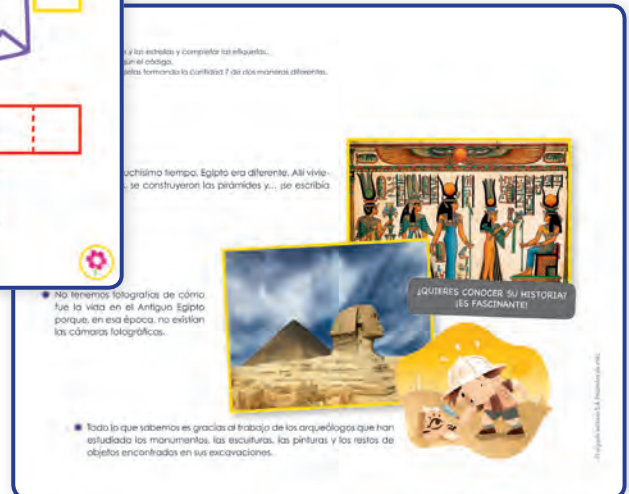 y las estrellas y completar las etiquetas.
el código.
formando la cantidad 7 de dos maneras diferentes.
uchísimo tiempo, Egipto era diferente. Allí vivie-
se construyeron las pirámides y... ¡se escribía
¿QUIERES CONOCER SU HISTORIA?
¡ES FASCINANTE!
No tenemos fotografías de cómo
fue la vida en el Antiguo Egipto
porque, en esa época, no existían
las cámaras fotográficas.
Todo lo que sabemos es gracias al trabajo de los arqueólogos que han
estudiado los monumentos, las esculturas, las pinturas y los restos de
objetos encontrados en sus excavaciones.